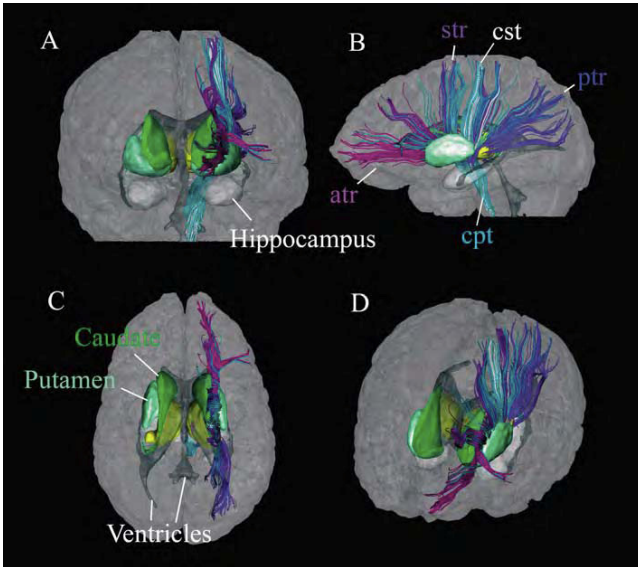 A
B
str
cst
ptr
atr
cpt
Hippocampus
C
D
Caudate
Putamen
Ventricles